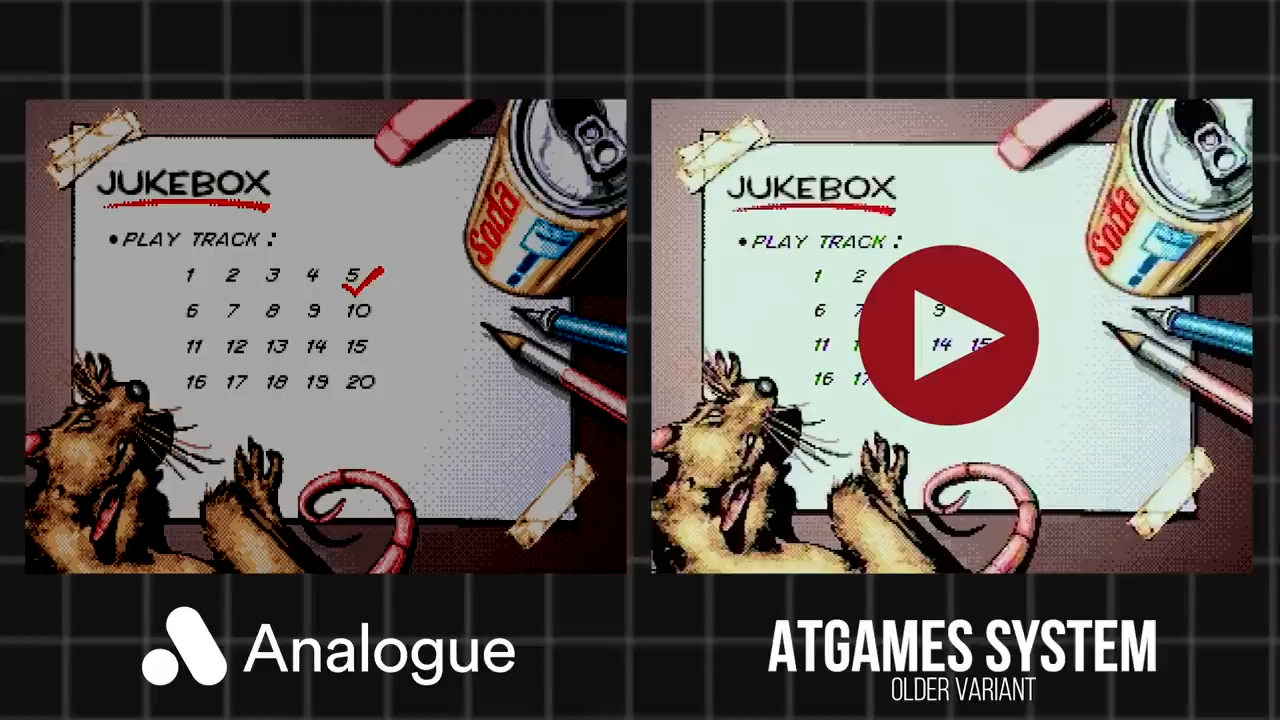 JUKEBOX
• PLAY TRACK :
1 2 3 4 5
6 7 8 9 10
11 12 13 14 15
16 17 18 19 20
Soda
Analogue
JUKEBOX
• PLAY TRACK :
1 2
6 7 9
11 14 15
16 17
Soda
ATGAMES SYSTEM
OLDER VARIANT